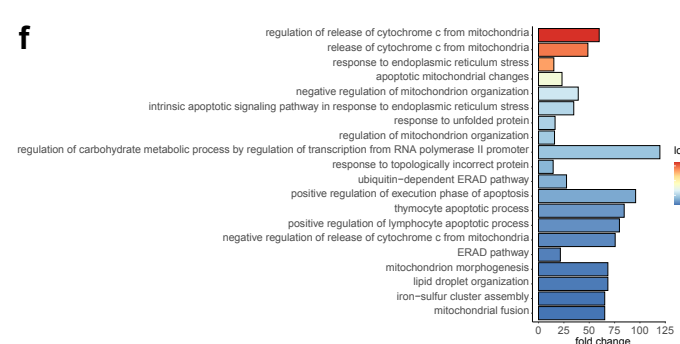 f
regulation of release of cytochrome c from mitochondria
release of cytochrome c from mitochondria
response to endoplasmic reticulum stress
apoptotic mitochondrial changes
negative regulation of mitochondrion organization
intrinsic apoptotic signaling pathway in response to endoplasmic reticulum stress
response to unfolded protein
regulation of mitochondrion organization
regulation of carbohydrate metabolic process by regulation of transcription from RNA polymerase II promoter
response to topologically incorrect protein
ubiquitin−dependent ERAD pathway
positive regulation of execution phase of apoptosis
thymocyte apoptotic process
positive regulation of lymphocyte apoptotic process
negative regulation of release of cytochrome c from mitochondria
ERAD pathway
mitochondrion morphogenesis
lipid droplet organization
iron−sulfur cluster assembly
mitochondrial fusion
0 25 50 75 100 125
fold change